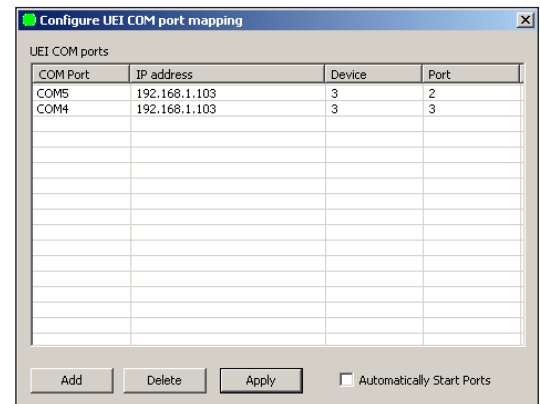 Configure UEI COM port mapping
UEI COM ports
COM Port IP address Device Port
COM5 192.168.1.103 3 2
COM4 192.168.1.103 3 3
Add Delete Apply Automatically Start Ports